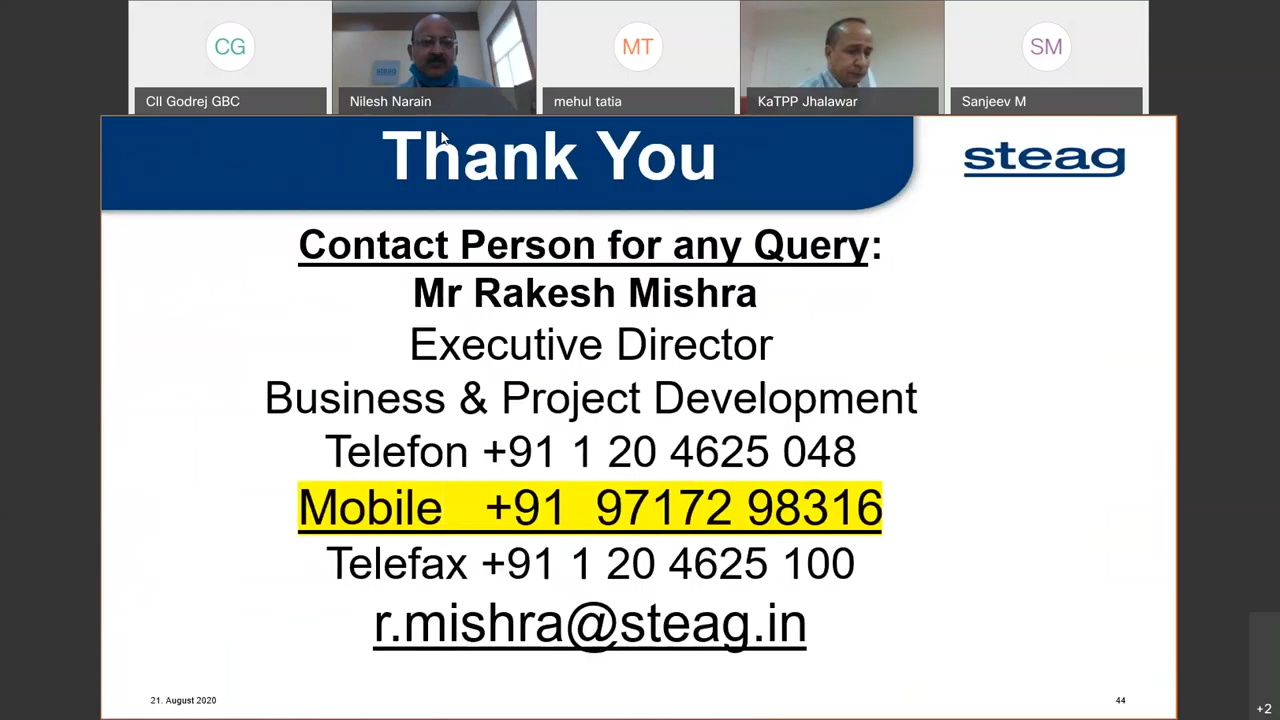 CG
steag
MT
SM
CII Godrej GBC
Nilesh Narain
mehul tatia
KaTPP Jhalawar
Sanjeev M
Thank You
steag
Contact Person for any Query:
Mr Rakesh Mishra
Executive Director
Business & Project Development
Telefon +91 1 20 4625 048
Mobile +91 97172 98316
Telefax +91 1 20 4625 100
r.mishra@steag.in
21. August 2020
44
+2